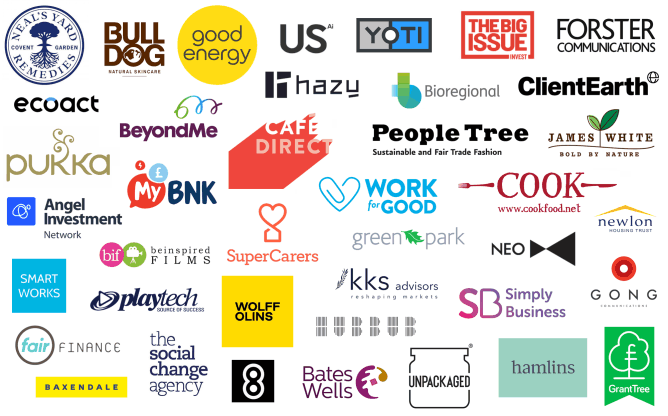 NEAL'S YARD
COVENT GARDEN
REMEDIES
BULL
DOG
NATURAL SKINCARE
good
energy
US AI
YOTI
THE BIG
ISSUE
INVEST
FORSTER
COMMUNICATIONS
hazy
Bioregional
ClientEarth
ecoact
BeyondMe
CAFÉ
DIRECT
People Tree
Sustainable and Fair Trade Fashion
JAMES WHITE
BOLD BY NATURE
pukka
My BNK
£
WORK
for GOOD
COOK
www.cookfood.net
Angel
Investment
Network
newlon
HOUSING TRUST
SuperCarers
green park
NEO
bif
beinspired
FILMS
SMART
WORKS
kks advisors
reshaping markets
GONG
COMMUNICATIONS
playtech
SOURCE OF SUCCESS
WOLFF
OLINS
SB Simply
Business
HUBBUB
fair FINANCE
the
social
change
agency
hamlins
GrantTree
BAXENDALE
8
Bates
Wells
UNPACKAGED